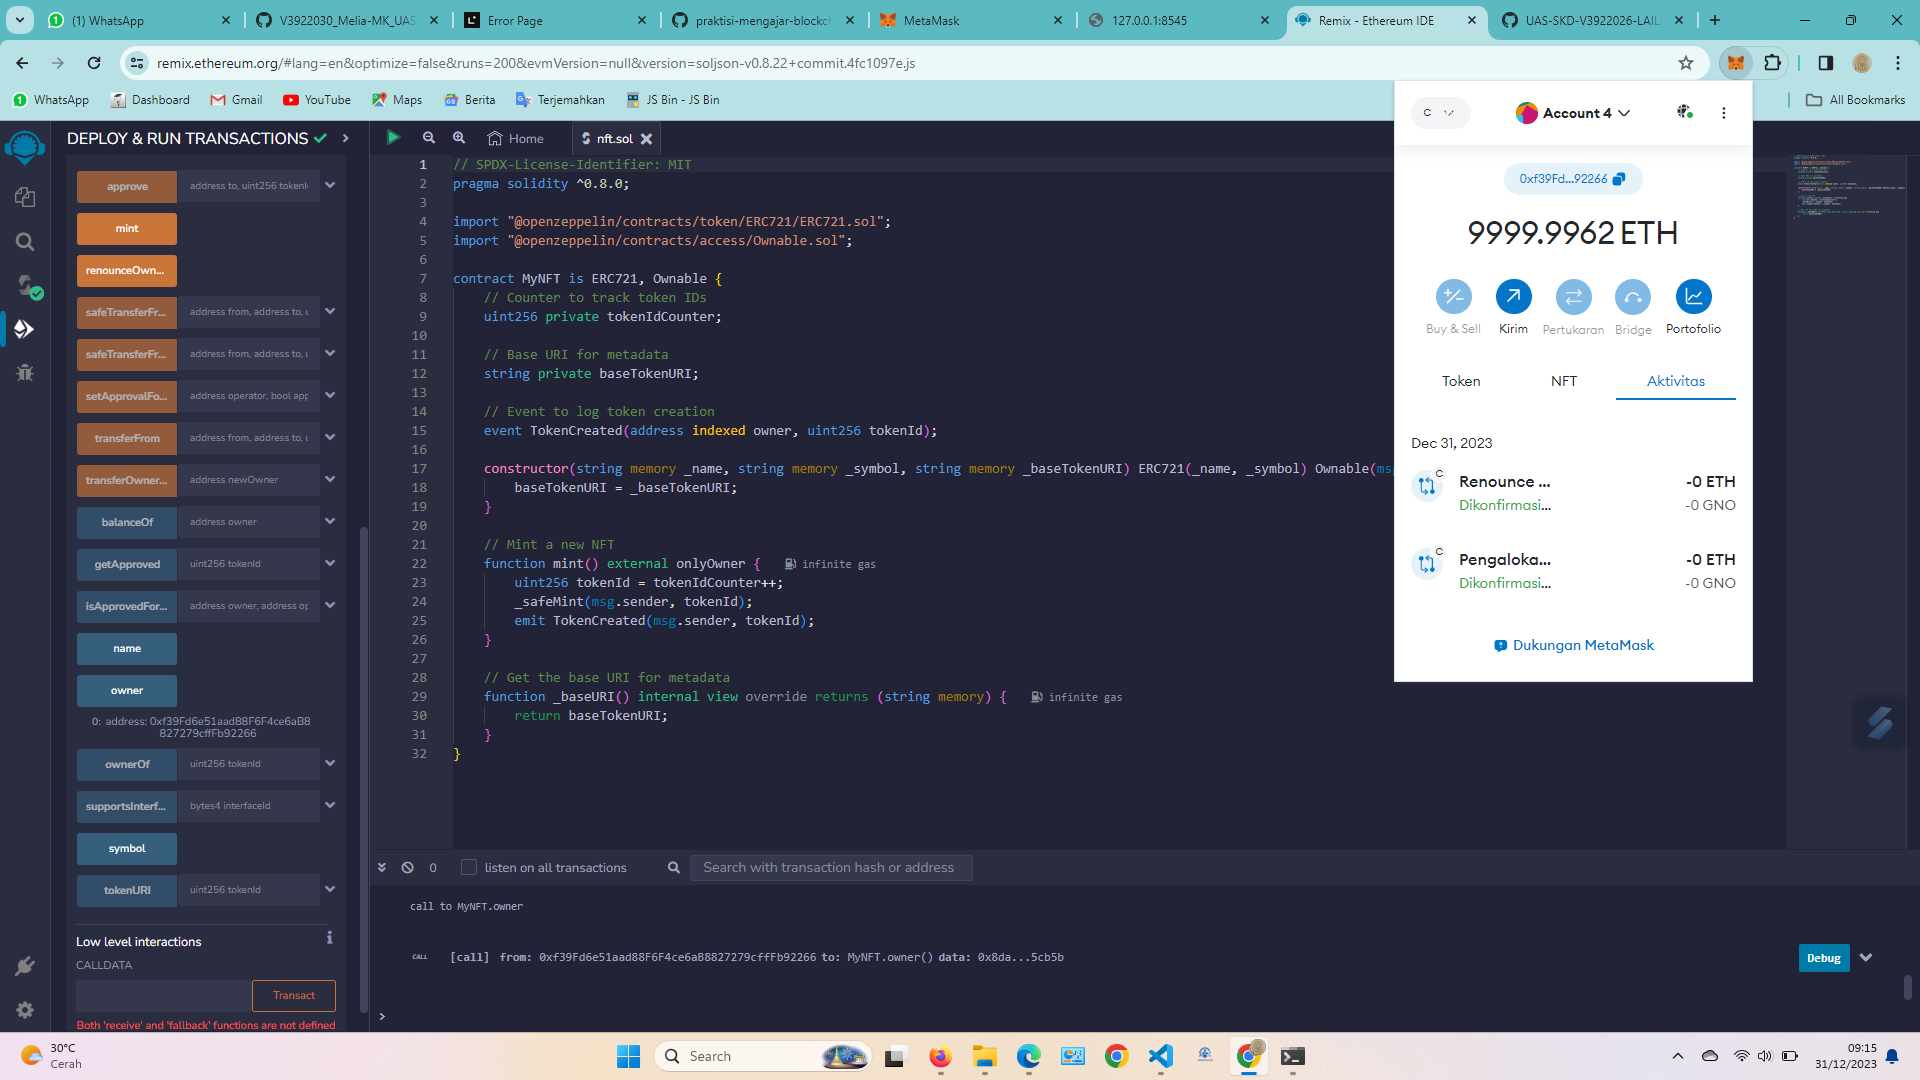 (1) WhatsApp
V3922030_Melia-MK_UAS
Error Page
praktisi-mengajar-blockch
MetaMask
127.0.0.1:8545
Remix - Ethereum IDE
UAS-SKD-V3922026-LAIL
remix.ethereum.org/#lang=en&optimize=false&runs=200&evmVersion=null&version=soljson-v0.8.22+commit.4fc1097e.js
WhatsApp
Dashboard
Gmail
YouTube
Maps
Berita
Terjemahkan
JS Bin - JS Bin
All Bookmarks
DEPLOY & RUN TRANSACTIONS
approve
address to, uint256 tokenI
mint
renounceOwn...
safeTransferFr...
address from, address to, u
safeTransferFr...
address from, address to, u
setApprovalFo...
address operator, bool app
transferFrom
address from, address to, u
transferOwner...
address newOwner
balanceOf
address owner
getApproved
uint256 tokenId
isApprovedFor...
address owner, address op
name
owner
0: address: 0xf39Fd6e51aad88F6F4ce6aB8
827279cffFb92266
ownerOf
uint256 tokenId
supportsInterf...
bytes4 interfaceId
symbol
tokenURI
uint256 tokenId
Low level interactions
CALLDATA
Transact
Both 'receive' and 'fallback' functions are not defined
Home
nft.sol
1 // SPDX-License-Identifier: MIT
2 pragma solidity ^0.8.0;
3
4 import "@openzeppelin/contracts/token/ERC721/ERC721.sol";
5 import "@openzeppelin/contracts/access/Ownable.sol";
6
7 contract MyNFT is ERC721, Ownable {
8 // Counter to track token IDs
9 uint256 private tokenIdCounter;
10
11 // Base URI for metadata
12 string private baseTokenURI;
13
14 // Event to log token creation
15 event TokenCreated(address indexed owner, uint256 tokenId);
16
17 constructor(string memory _name, string memory _symbol, string memory _baseTokenURI) ERC721(_name, _symbol) Ownable(ms
18 baseTokenURI = _baseTokenURI;
19 }
20
21 // Mint a new NFT
22 function mint() external onlyOwner { infinite gas
23 uint256 tokenId = tokenIdCounter++;
24 _safeMint(msg.sender, tokenId);
25 emit TokenCreated(msg.sender, tokenId);
26 }
27
28 // Get the base URI for metadata
29 function _baseURI() internal view override returns (string memory) { infinite gas
30 return baseTokenURI;
31 }
32 }
C
Account 4
0xf39Fd...92266
9999.9962 ETH
Buy & Sell
Kirim
Pertukaran
Bridge
Portofolio
Token
NFT
Aktivitas
Dec 31, 2023
C
Renounce ...
-0 ETH
Dikonfirmasi...
-0 GNO
C
Pengaloka...
-0 ETH
Dikonfirmasi...
-0 GNO
Dukungan MetaMask
0
listen on all transactions
Search with transaction hash or address
call to MyNFT.owner
CALL [call] from: 0xf39Fd6e51aad88F6F4ce6aB8827279cffFb92266 to: MyNFT.owner() data: 0x8da...5cb5b
Debug
>
30°C
Cerah
Search
09:15
31/12/2023